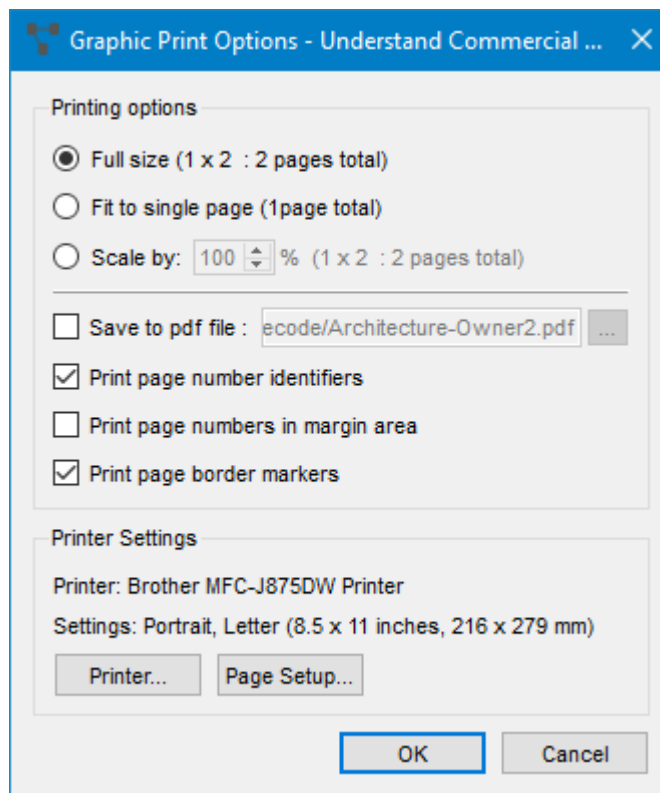 Graphic Print Options - Understand Commercial ...
Printing options
Full size (1 x 2 : 2 pages total)
Fit to single page (1page total)
Scale by: 100 % (1 x 2 : 2 pages total)
Save to pdf file : ecode/Architecture-Owner2.pdf ...
Print page number identifiers
Print page numbers in margin area
Print page border markers
Printer Settings
Printer: Brother MFC-J875DW Printer
Settings: Portrait, Letter (8.5 x 11 inches, 216 x 279 mm)
Printer... Page Setup...
OK Cancel